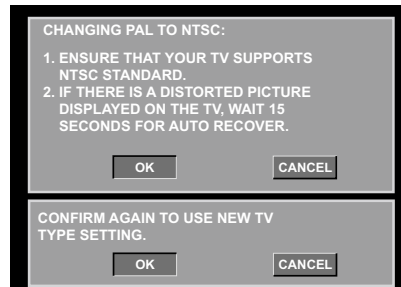 CHANGING PAL TO NTSC:
1. ENSURE THAT YOUR TV SUPPORTS
NTSC STANDARD.
2. IF THERE IS A DISTORTED PICTURE
DISPLAYED ON THE TV, WAIT 15
SECONDS FOR AUTO RECOVER.
OK CANCEL
CONFIRM AGAIN TO USE NEW TV
TYPE SETTING.
OK CANCEL